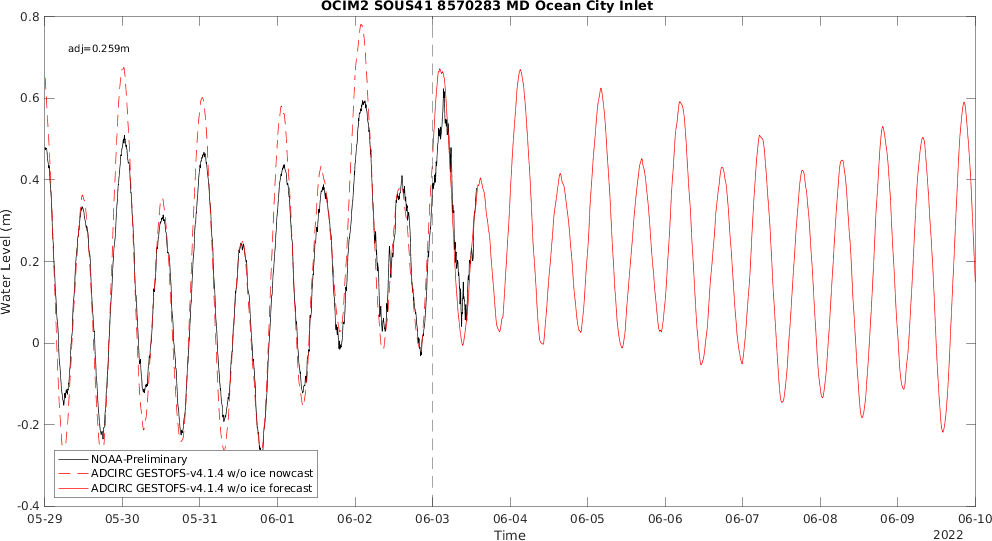 OCIM2 SOUS41 8570283 MD Ocean City Inlet
adj=0.259m
0.8
0.6
0.4
0.2
0
-0.2
-0.4
Water Level (m)
NOAA-Preliminary
ADCIRC GESTOFS-v4.1.4 w/o ice nowcast
ADCIRC GESTOFS-v4.1.4 w/o ice forecast
05-29 05-30 05-31 06-01 06-02 06-03 06-04 06-05 06-06 06-07 06-08 06-09 06-10
Time
2022